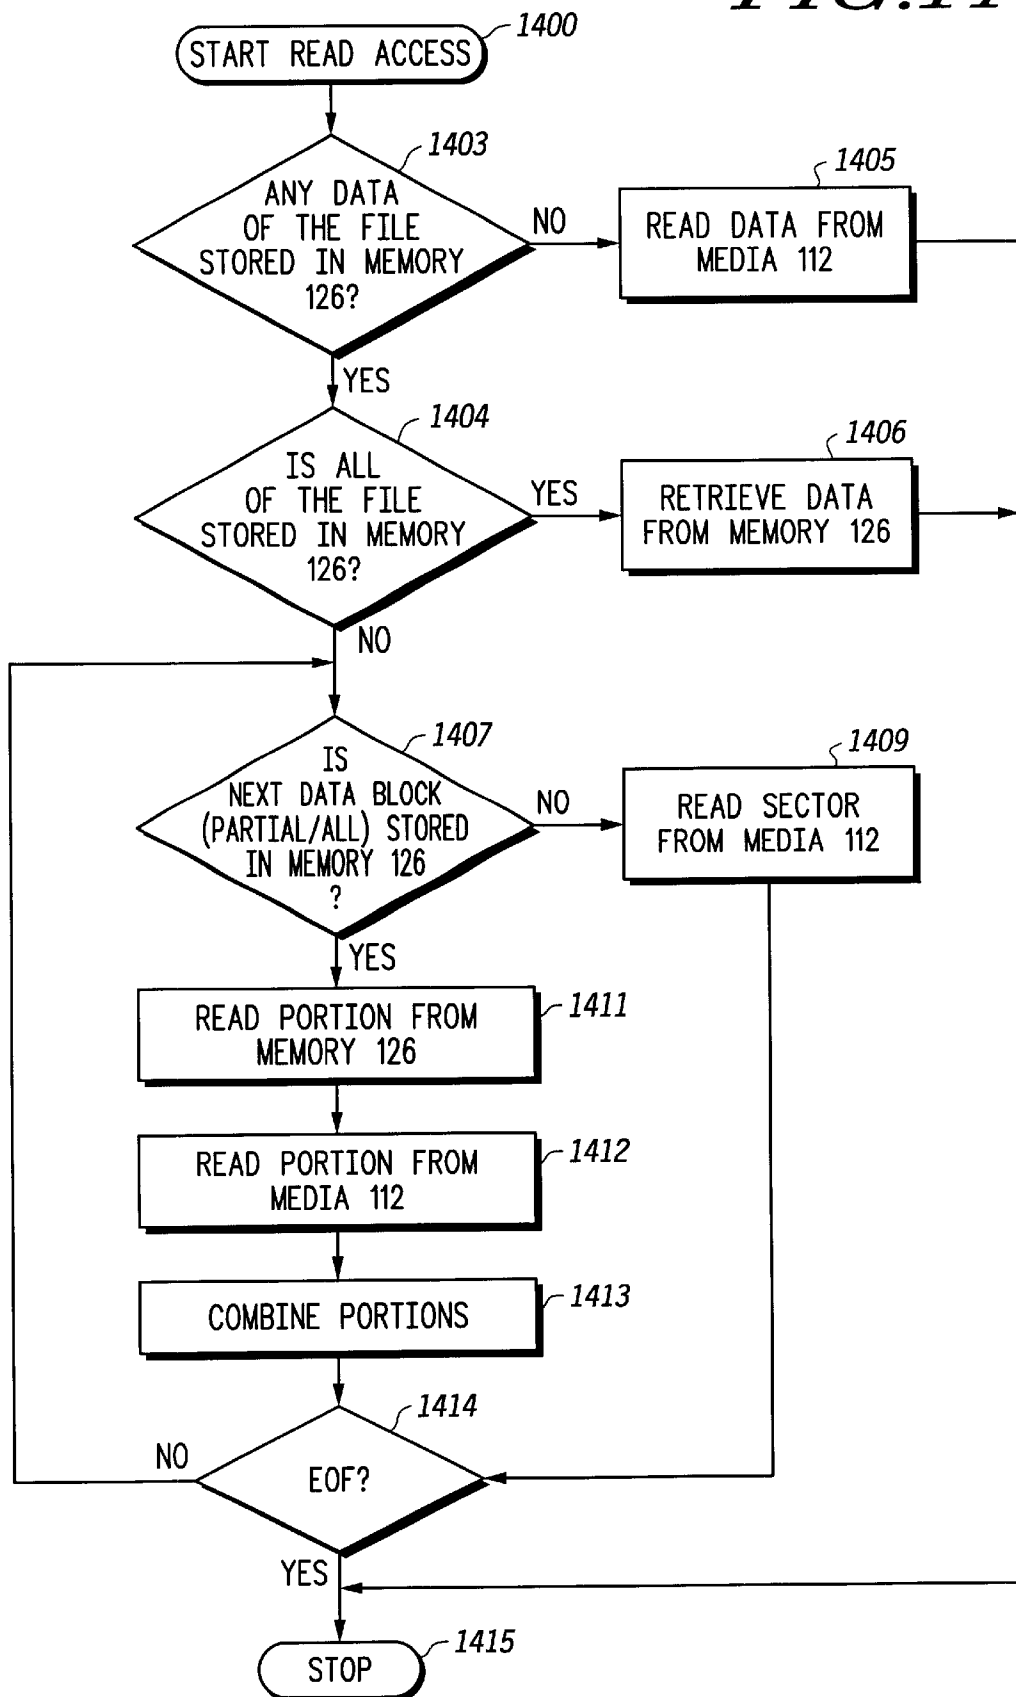 START READ ACCESS
1400
1403
ANY DATA
OF THE FILE
STORED IN MEMORY
126?
NO
1405
READ DATA FROM
MEDIA 112
YES
1404
IS ALL
OF THE FILE
STORED IN MEMORY
126?
YES
1406
RETRIEVE DATA
FROM MEMORY 126
NO
1407
IS
NEXT DATA BLOCK
(PARTIAL/ALL) STORED
IN MEMORY 126
?
NO
1409
READ SECTOR
FROM MEDIA 112
YES
READ PORTION FROM
MEMORY 126
1411
READ PORTION FROM
MEDIA 112
1412
COMBINE PORTIONS
1413
1414
EOF?
NO
YES
STOP
1415